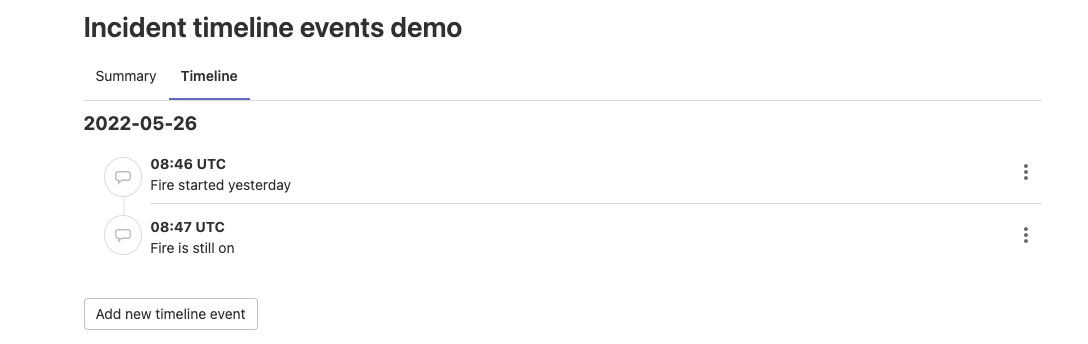 Incident timeline events demo
Summary Timeline
2022-05-26
08:46 UTC
Fire started yesterday
08:47 UTC
Fire is still on
Add new timeline event